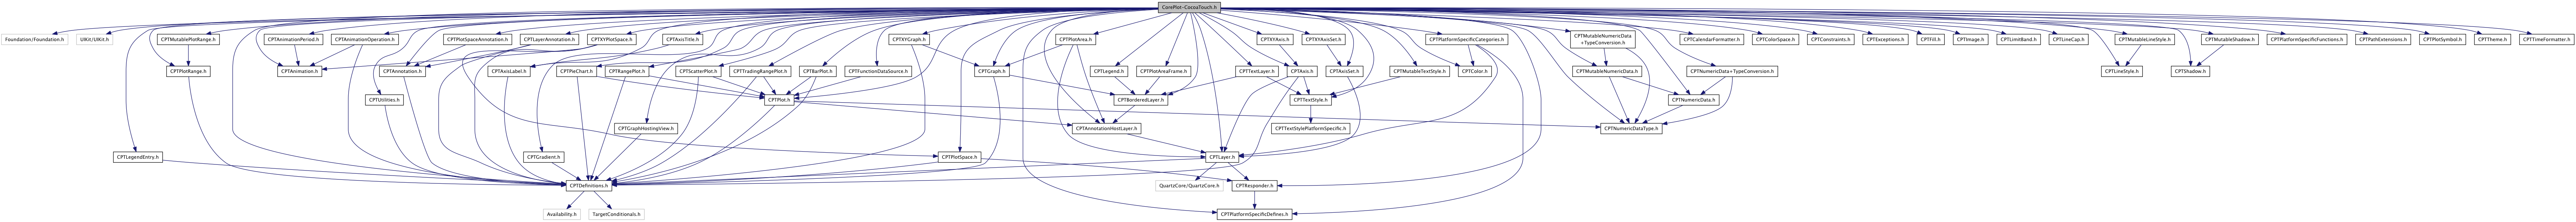 CorePlot-CocoaTouch.h
Foundation/Foundation.h
UIKit/UIKit.h
CPTMutablePlotRange.h
CPTAnimationPeriod.h
CPTAnimationOperation.h
CPTPlotSpaceAnnotation.h
CPTLayerAnnotation.h
CPTXYPlotSpace.h
CPTAxisTitle.h
CPTXYGraph.h
CPTPlotArea.h
CPTXYAxis.h
CPTXYAxisSet.h
CPTPlatformSpecificCategories.h
CPTMutableNumericData
+TypeConversion.h
CPTCalendarFormatter.h
CPTColorSpace.h
CPTConstraints.h
CPTExceptions.h
CPTFill.h
CPTImage.h
CPTLimitBand.h
CPTLineCap.h
CPTMutableLineStyle.h
CPTMutableShadow.h
CPTPlatformSpecificFunctions.h
CPTPathExtensions.h
CPTPlotSymbol.h
CPTTheme.h
CPTTimeFormatter.h
CPTPlotRange.h
CPTAnimation.h
CPTAnnotation.h
CPTAxisLabel.h
CPTPieChart.h
CPTRangePlot.h
CPTScatterPlot.h
CPTTradingRangePlot.h
CPTBarPlot.h
CPTFunctionDataSource.h
CPTGraph.h
CPTLegend.h
CPTPlotAreaFrame.h
CPTTextLayer.h
CPTAxis.h
CPTAxisSet.h
CPTMutableTextStyle.h
CPTColor.h
CPTMutableNumericData.h
CPTNumericData+TypeConversion.h
CPTLineStyle.h
CPTShadow.h
CPTUtilities.h
CPTPlot.h
CPTBorderedLayer.h
CPTTextStyle.h
CPTNumericData.h
CPTGraphHostingView.h
CPTAnnotationHostLayer.h
CPTTextStylePlatformSpecific.h
CPTNumericDataType.h
CPTLegendEntry.h
CPTGradient.h
CPTPlotSpace.h
CPTLayer.h
CPTDefinitions.h
QuartzCore/QuartzCore.h
CPTResponder.h
Availability.h
TargetConditionals.h
CPTPlatformSpecificDefines.h